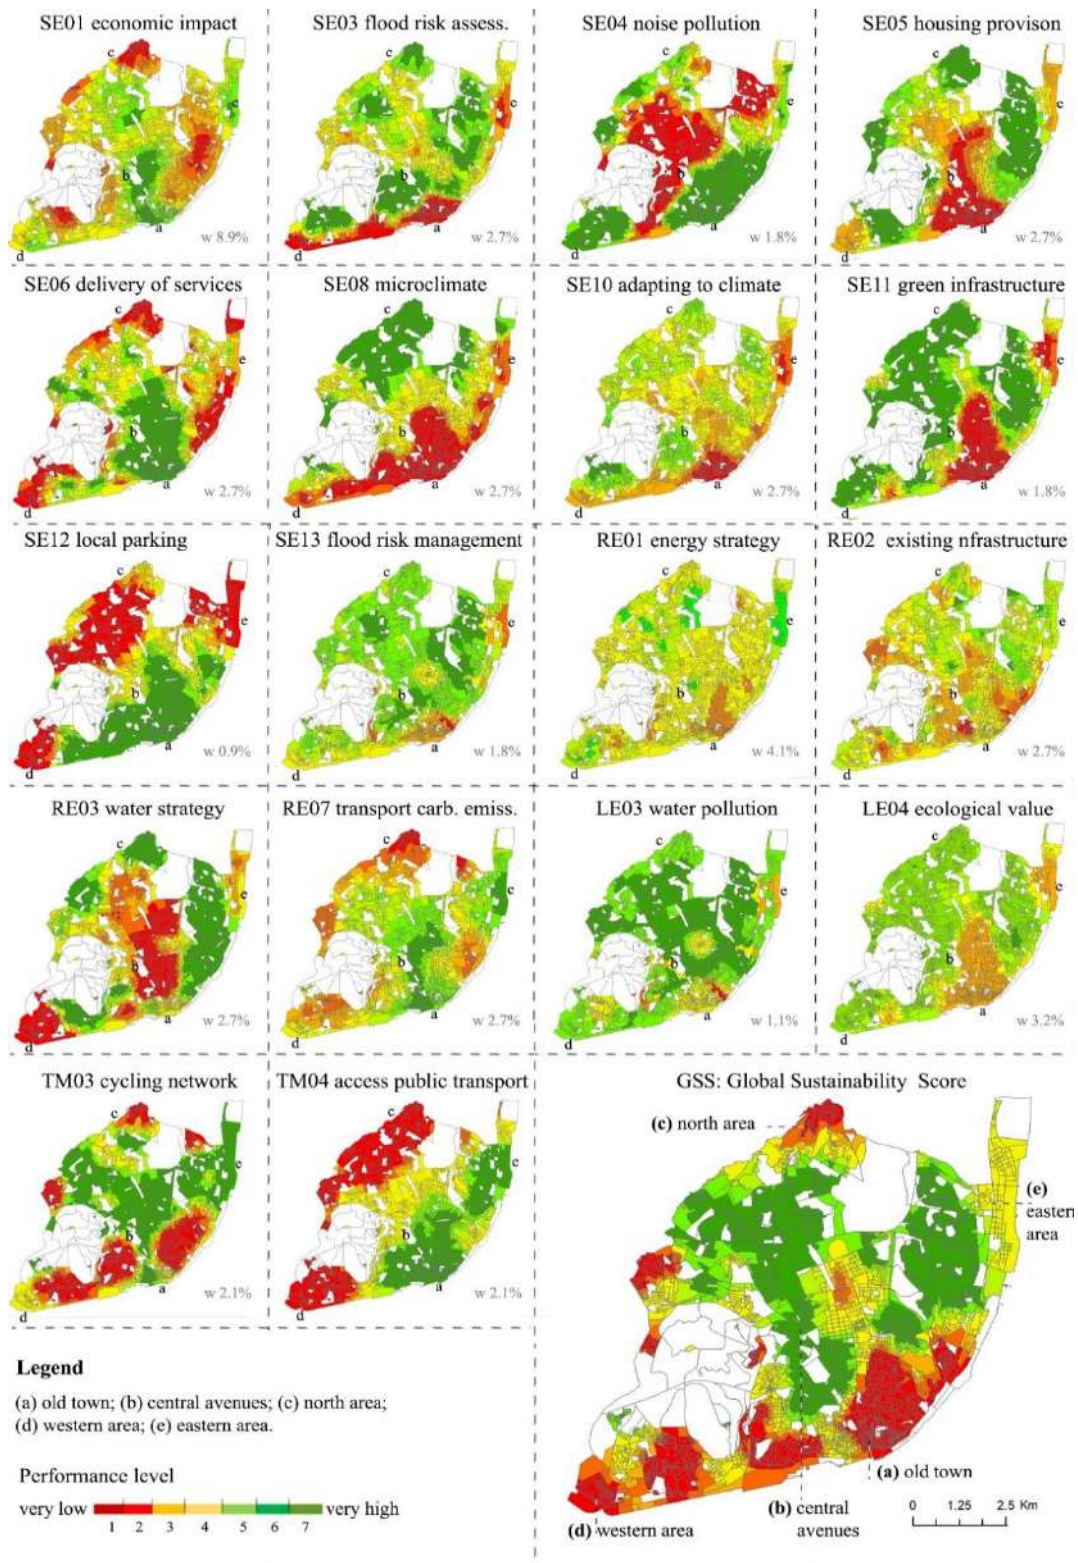 SE01 economic impact
c
e
b
a
w 8.9%
d
SE03 flood risk assess.
c
e
b
a
w 2.7%
d
SE04 noise pollution
c
e
b
a
w 1.8%
d
SE05 housing provison
c
e
b
a
w 2.7%
d
SE06 delivery of services
c
e
b
a
w 2.7%
d
SE08 microclimate
c
e
b
a
w 2.7%
d
SE10 adapting to climate
c
e
b
a
w 2.7%
d
SE11 green infrastructure
c
e
b
a
w 1.8%
d
SE12 local parking
c
e
b
a
w 0.9%
d
SE13 flood risk management
c
e
b
a
w 1.8%
d
RE01 energy strategy
c
e
b
a
w 4.1%
d
RE02 existing nfrastructure
c
e
b
a
w 2.7%
d
RE03 water strategy
c
e
b
a
w 2.7%
d
RE07 transport carb. emiss.
c
e
b
a
w 2.7%
d
LE03 water pollution
c
e
b
a
w 1.1%
d
LE04 ecological value
c
e
b
a
w 3.2%
d
TM03 cycling network
c
e
b
a
w 2.1%
d
TM04 access public transport
c
e
b
a
w 2.1%
d
GSS: Global Sustainability Score
(c) north area
(e)
eastern
area
(a) old town
(b) central
avenues
(d) western area
0 1.25 2.5 Km
Legend
(a) old town; (b) central avenues; (c) north area;
(d) western area; (e) eastern area.
Performance level
very low very high
1 2 3 4 5 6 7